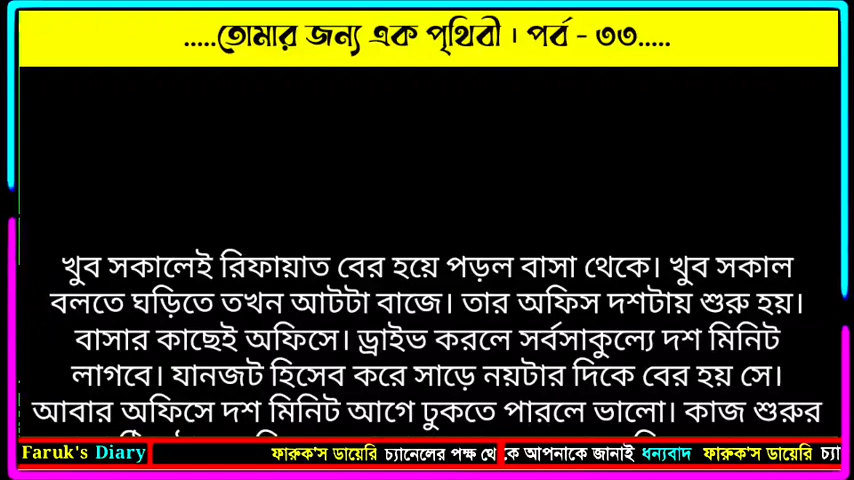 .....তোমার জন্য এক পৃথিবী । পর্ব - ৩৩.....
খুব সকালেই রিফায়াত বের হয়ে পড়ল বাসা থেকে। খুব সকাল
বলতে ঘড়িতে তখন আটটা বাজে। তার অফিস দশটায় শুরু হয়।
বাসার কাছেই অফিসে। ড্রাইভ করলে সর্বসাকুল্যে দশ মিনিট
লাগবে। যানজট হিসেব করে সাড়ে নয়টার দিকে বের হয় সে।
আবার অফিসে দশ মিনিট আগে ঢুকতে পারলে ভালো। কাজ শুরুর
Faruk's Diary ফারুক'স ডায়েরি চ্যানেলের পক্ষ থেকে আপনাকে জানাই ধন্যবাদ ফারুক'স ডায়েরি চ্যা